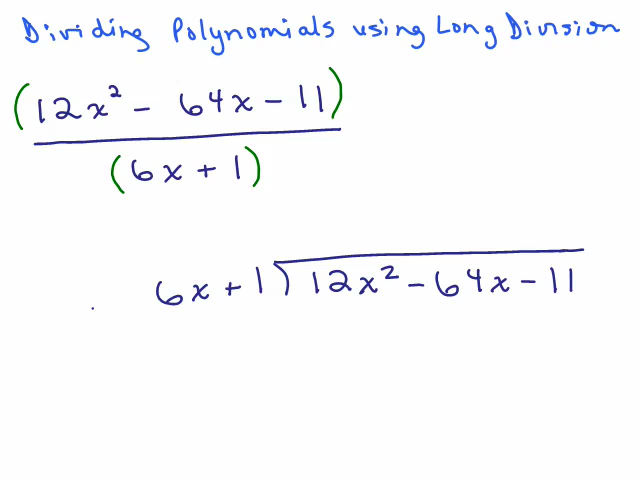 Dividing Polynomials using Long Division
(12x² - 64x - 11)
(6x + 1)
6x + 1) 12x² - 64x - 11